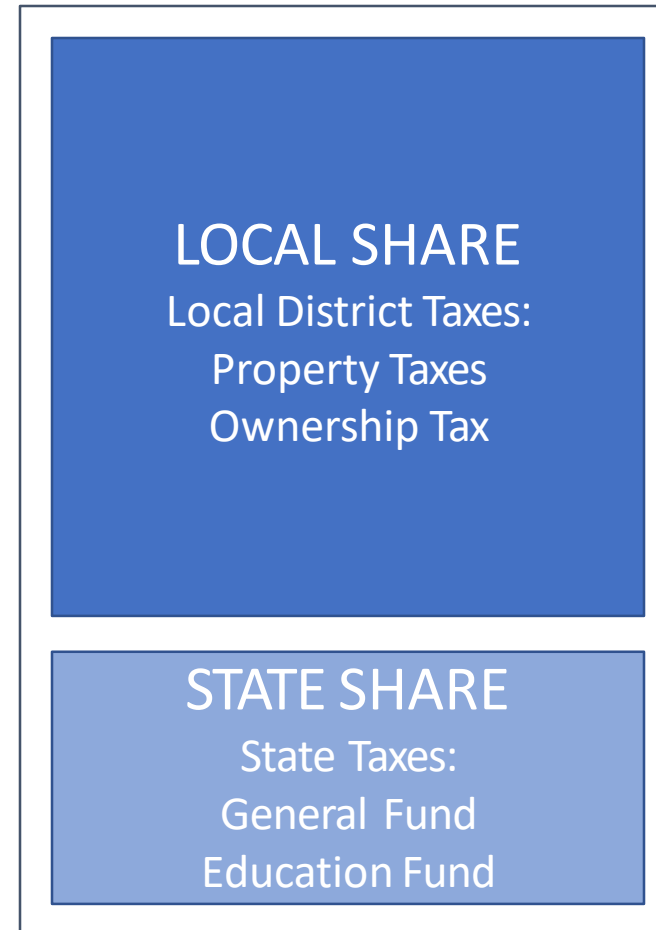 LOCAL SHARE
Local District Taxes:
Property Taxes
Ownership Tax
STATE SHARE
State Taxes:
General Fund
Education Fund